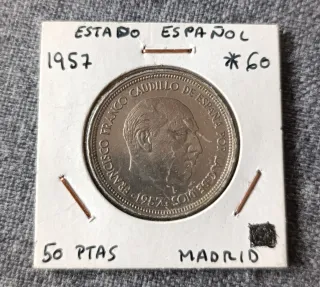 ESTADO ESPAÑOL
1957 *60
FRANCISCO FRANCO CAUDILLO DE ESPAÑA POR
LA G. DE DIOS 1957
50 PTAS MADRID